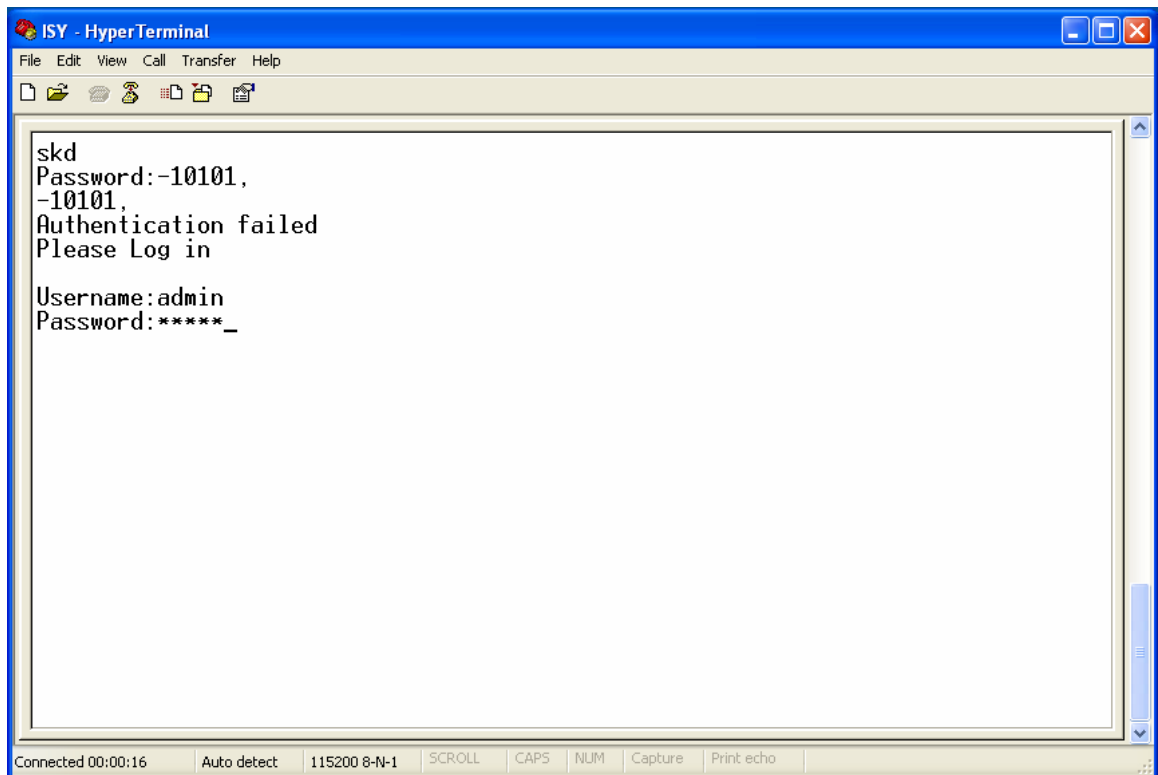 ISY - HyperTerminal
File Edit View Call Transfer Help
skd
Password:-10101,
-10101,
Authentication failed
Please Log in
Username:admin
Password:*****_
Connected 00:00:16 Auto detect 115200 8-N-1 SCROLL CAPS NUM Capture Print echo